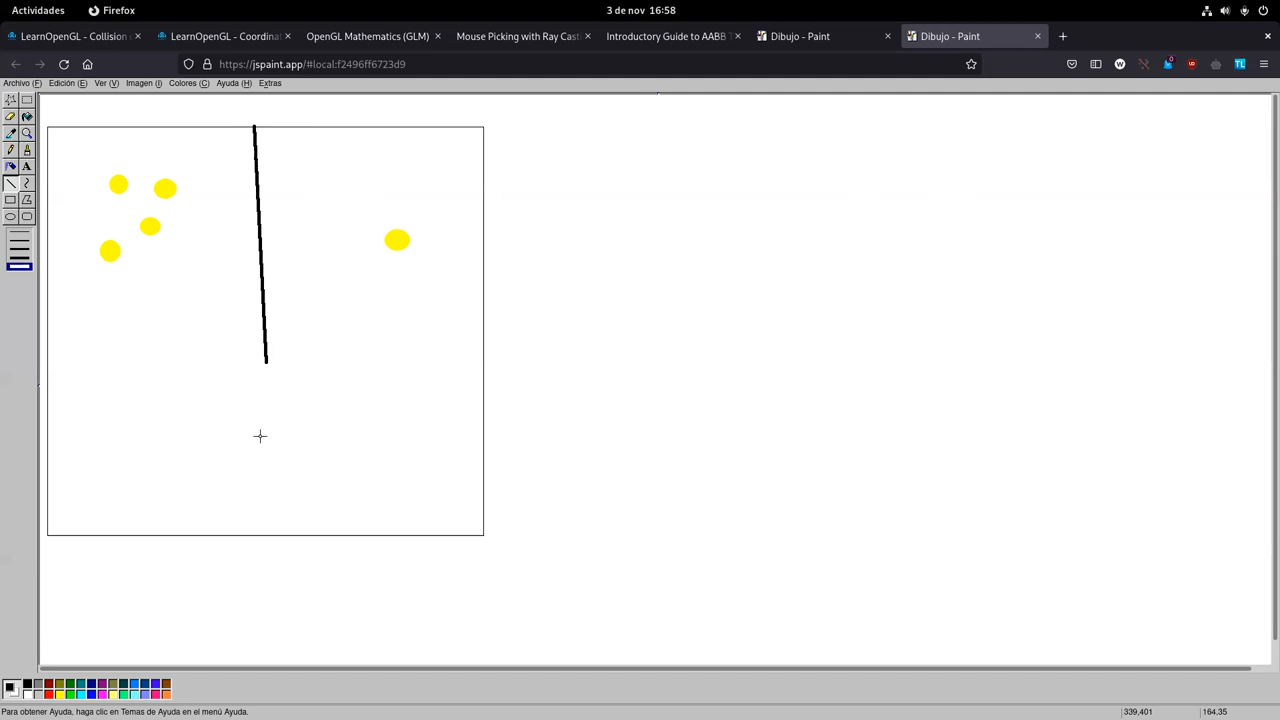 Actividades Firefox 3 de nov 16:58
LearnOpenGL - Collision LearnOpenGL - Coordinat OpenGL Mathematics (GLM) Mouse Picking with Ray Casti Introductory Guide to AABB T Dibujo - Paint Dibujo - Paint
https://jspaint.app/#local:f2496ff6723d9
Archivo (F) Edición (E) Ver (V) Imagen (I) Colores (C) Ayuda (H) Extras
A
Para obtener Ayuda, haga clic en Temas de Ayuda en el menú Ayuda. 339,401 164,35